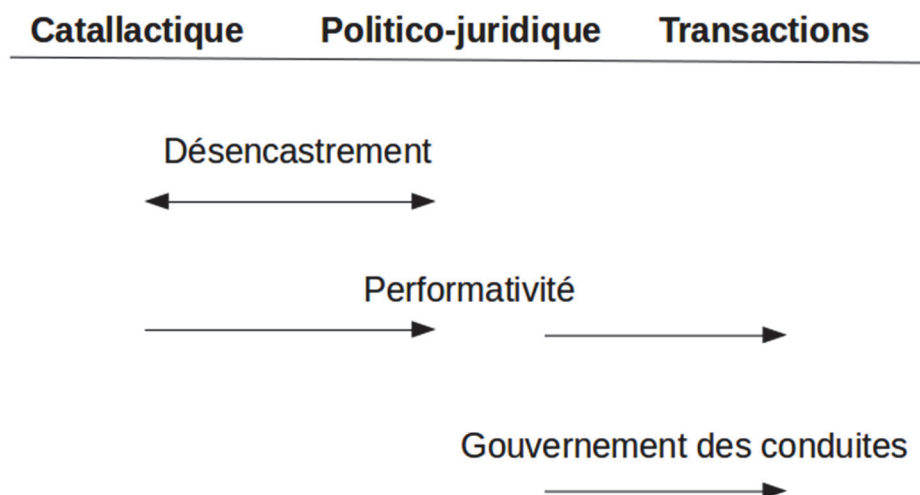 Catallactique Politico-juridique Transactions
Désencastrement
Performativité
Gouvernement des conduites